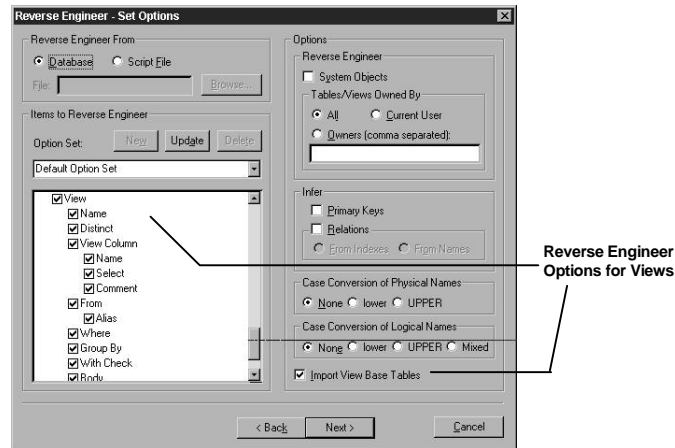 Reverse Engineer - Set Options
Reverse Engineer From
Database
Script File
File:
Browse...
Items to Reverse Engineer
Option Set:
New
Update
Delete
Default Option Set
View
Name
Distinct
View Column
Name
Select
Comment
From
Alias
Where
Group By
With Check
Body
Options
Reverse Engineer
System Objects
Tables/Views Owned By
All
Current User
Owners (comma separated):
Infer
Primary Keys
Relations
From Indexes
From Names
Case Conversion of Physical Names
None
lower
UPPER
Case Conversion of Logical Names
None
lower
UPPER
Mixed
Import View Base Tables
< Back
Next >
Cancel
Reverse Engineer
Options for Views